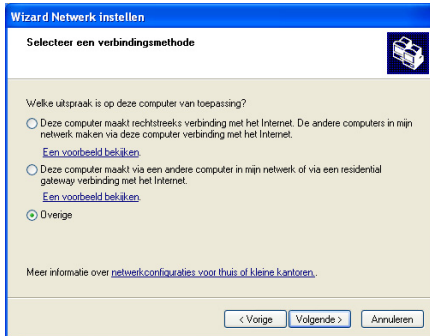 Wizard Netwerk instellen
Selecteer een verbindingsmethode
Welke uitspraak is op deze computer van toepassing?
Deze computer maakt rechtstreeks verbinding met het Internet. De andere computers in mijn
netwerk maken via deze computer verbinding met het Internet.
Een voorbeeld bekijken.
Deze computer maakt via een andere computer in mijn netwerk of via een residential
gateway verbinding met het Internet.
Een voorbeeld bekijken.
Overige
Meer informatie over netwerkconfiguraties voor thuis of kleine kantoren..
< Vorige Volgende > Annuleren